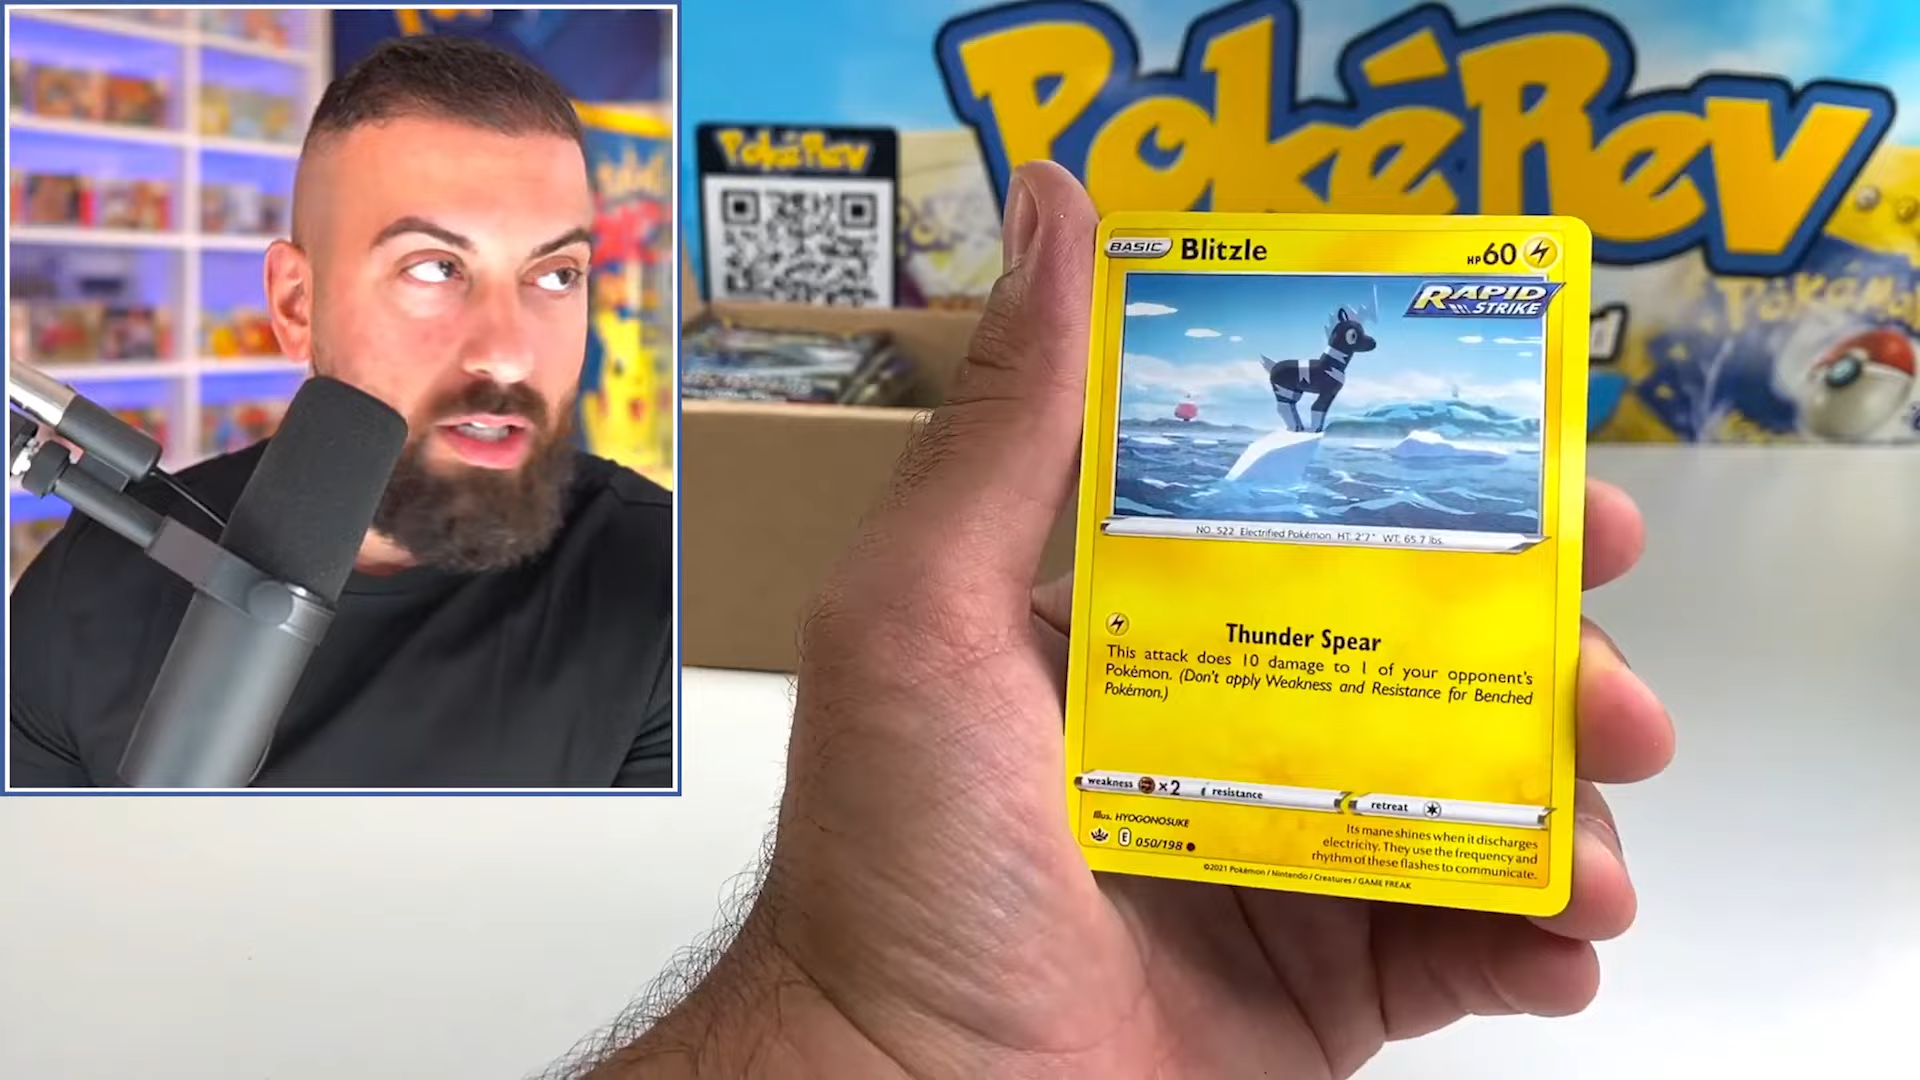 PokéRev
PokéRev
BASIC Blitzle HP 60
RAPID
STRIKE
NO. 522 Electrified Pokémon HT: 2'7" WT: 65.7 lbs.
Thunder Spear
This attack does 10 damage to 1 of your opponent's
Pokémon. (Don't apply Weakness and Resistance for Benched
Pokémon.)
weakness ×2 resistance retreat
Illus. HYOGONOSUKE
E 050/198
Its mane shines when it discharges
electricity. They use the frequency and
rhythm of these flashes to communicate.
©2021 Pokémon / Nintendo / Creatures / GAME FREAK